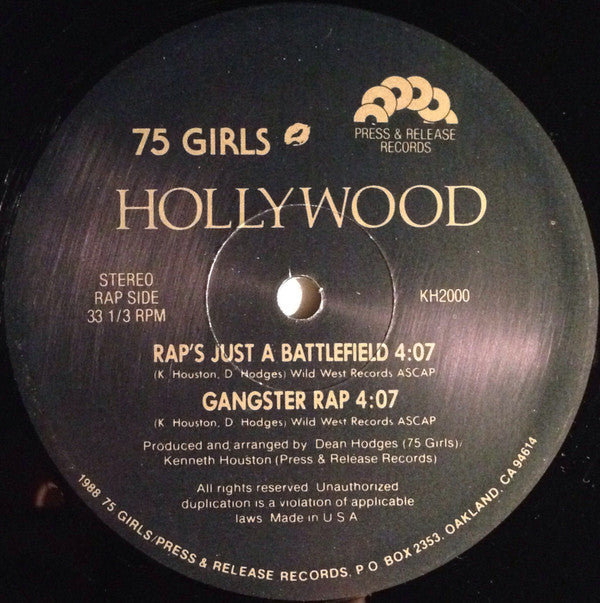 75 GIRLS
PRESS & RELEASE
RECORDS
HOLLYWOOD
STEREO
RAP SIDE
33 1/3 RPM
KH2000
RAP'S JUST A BATTLEFIELD 4:07
(K. Houston, D. Hodges) Wild West Records ASCAP
GANGSTER RAP 4:07
(K. Houston, D. Hodges) Wild West Records ASCAP
Produced and arranged by Dean Hodges (75 Girls)/
Kenneth Houston (Press & Release Records)
All rights reserved. Unauthorized
duplication is a violation of applicable
laws. Made in U S A
1988 75 GIRLS/PRESS & RELEASE RECORDS, P.O. BOX 2353, OAKLAND, CA 94614